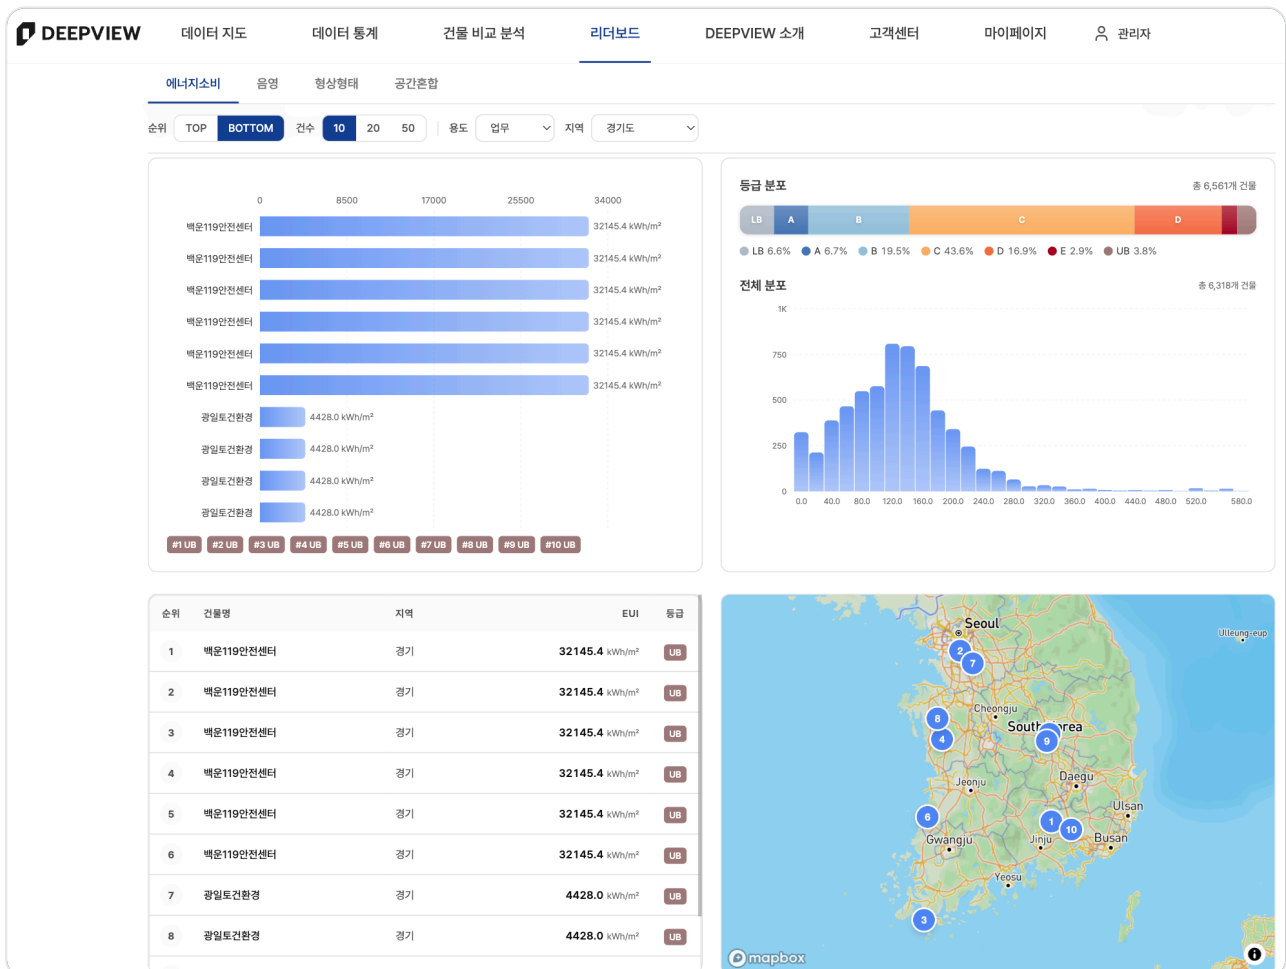 DEEPVIEW 데이터 지도 데이터 통계 건물 비교 분석 리더보드 DEEPVIEW 소개 고객센터 마이페이지 관리자
에너지소비 음영 형상형태 공간혼합
순위 TOP BOTTOM 건수 10 20 50 용도 업무 지역 경기도
0 8500 17000 25500 34000
백운119안전센터 32145.4 kWh/m²
백운119안전센터 32145.4 kWh/m²
백운119안전센터 32145.4 kWh/m²
백운119안전센터 32145.4 kWh/m²
백운119안전센터 32145.4 kWh/m²
백운119안전센터 32145.4 kWh/m²
광일토건환경 4428.0 kWh/m²
광일토건환경 4428.0 kWh/m²
광일토건환경 4428.0 kWh/m²
광일토건환경 4428.0 kWh/m²
#1 UB #2 UB #3 UB #4 UB #5 UB #6 UB #7 UB #8 UB #9 UB #10 UB
등급 분포 총 6,561개 건물
LB A B C D
LB 6.6% A 6.7% B 19.5% C 43.6% D 16.9% E 2.9% UB 3.8%
전체 분포 총 6,318개 건물
1K
750
500
250
0
0.0 40.0 80.0 120.0 160.0 200.0 240.0 280.0 320.0 360.0 400.0 440.0 480.0 520.0 580.0
순위 건물명 지역 EUI 등급
1 백운119안전센터 경기 32145.4 kWh/m² UB
2 백운119안전센터 경기 32145.4 kWh/m² UB
3 백운119안전센터 경기 32145.4 kWh/m² UB
4 백운119안전센터 경기 32145.4 kWh/m² UB
5 백운119안전센터 경기 32145.4 kWh/m² UB
6 백운119안전센터 경기 32145.4 kWh/m² UB
7 광일토건환경 경기 4428.0 kWh/m² UB
8 광일토건환경 경기 4428.0 kWh/m² UB
Seoul
Ulleung-eup
2
7
Cheongju
8
South Korea
4
9
Daegu
Jeonju
Ulsan
6
1
10
Gwangju
Jinju
Busan
Yeosu
3
mapbox